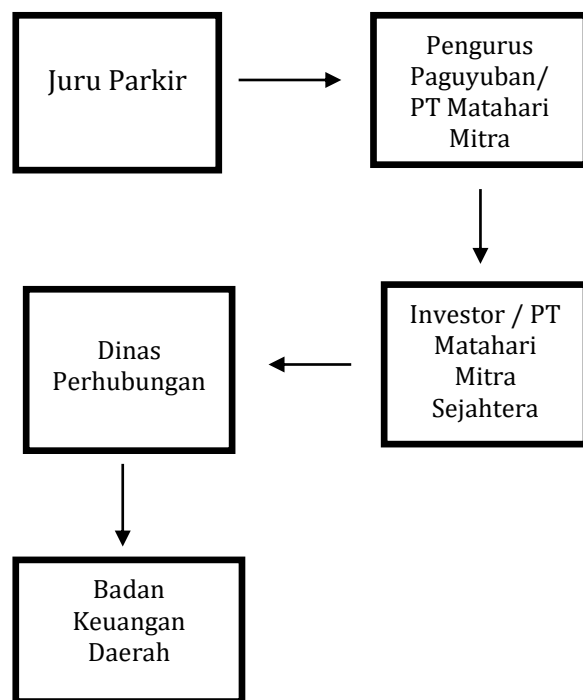 Juru Parkir
Pengurus
Paguyuban/
PT Matahari
Mitra
Investor / PT
Matahari
Mitra
Sejahtera
Dinas
Perhubungan
Badan
Keuangan
Daerah